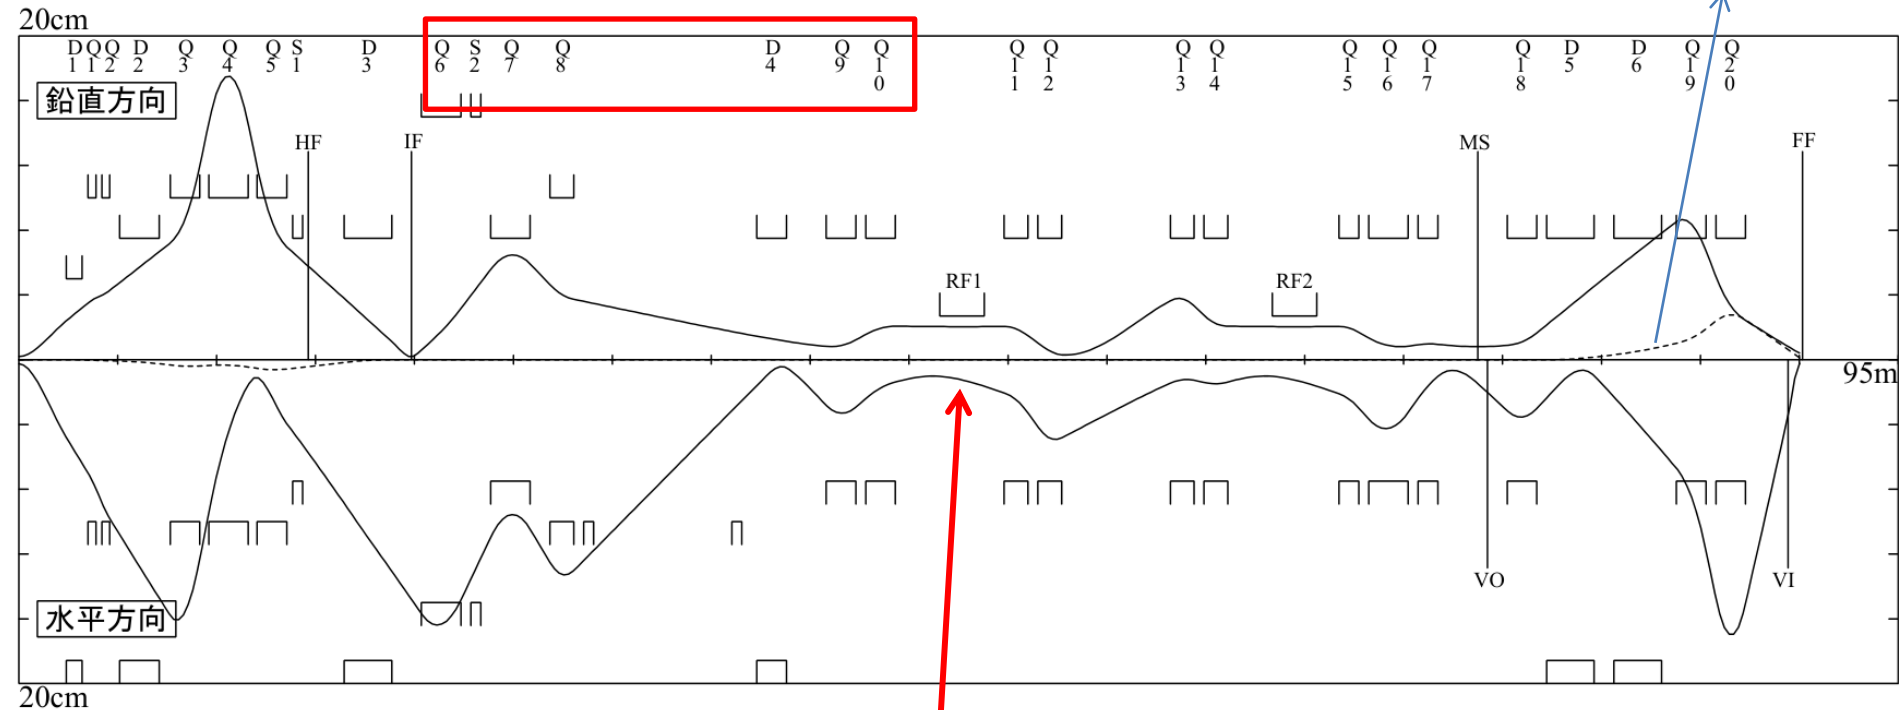 20cm
D1 Q1 Q2 D2 Q3 Q4 Q5 S1 D3 Q6 S2 Q7 Q8 D4 Q9 Q10 Q11 Q12 Q13 Q14 Q15 Q16 Q17 Q18 D5 D6 Q19 Q20
鉛直方向
HF IF MS FF
RF1 RF2
95m
VO VI
水平方向
20cm